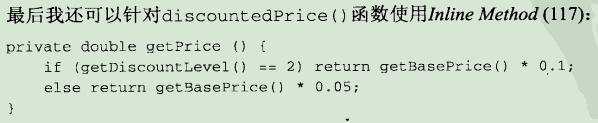 最后我还可以针对discountedPrice()函数使用Inline Method (117)：
private double getPrice () {
    if (getDiscountLevel() == 2) return getBasePrice() * 0.1;
    else return getBasePrice() * 0.05;
}